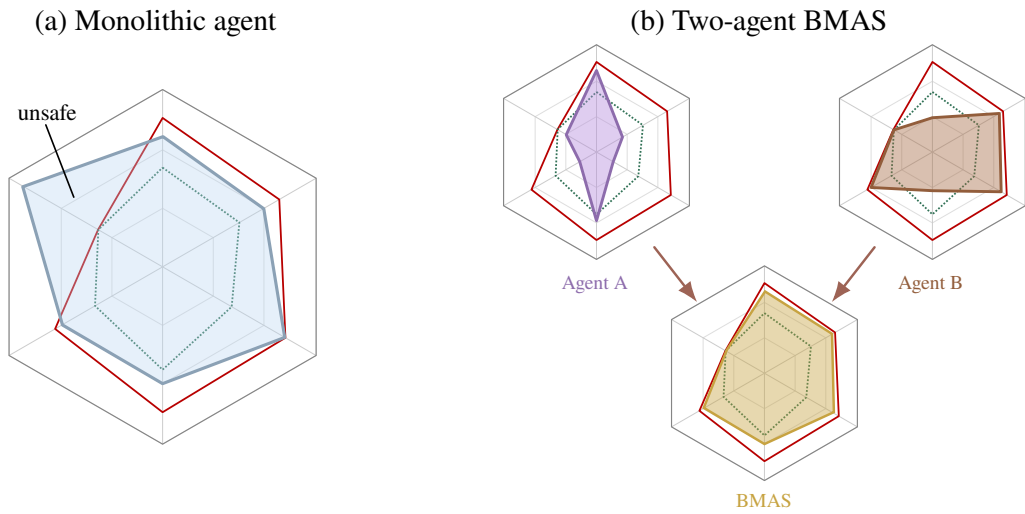 (a) Monolithic agent
(b) Two-agent BMAS
unsafe
Agent A
Agent B
BMAS